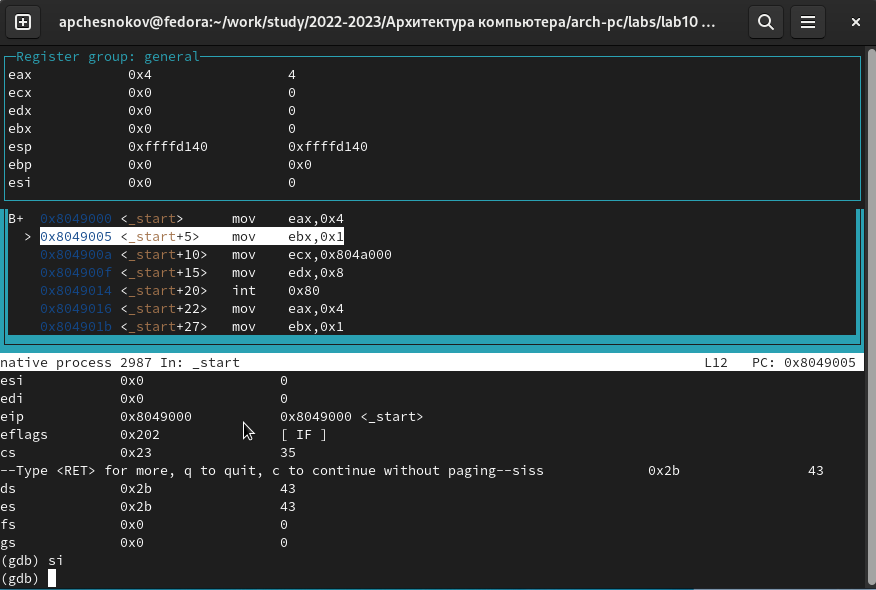 apchesnokov@fedora:~/work/study/2022-2023/Архитектура компьютера/arch-pc/labs/lab10 ...
Register group: general
eax 0x4 4
ecx 0x0 0
edx 0x0 0
ebx 0x0 0
esp 0xffffd140 0xffffd140
ebp 0x0 0x0
esi 0x0 0
B+ 0x8049000 <_start> mov eax,0x4
> 0x8049005 <_start+5> mov ebx,0x1
0x804900a <_start+10> mov ecx,0x804a000
0x804900f <_start+15> mov edx,0x8
0x8049014 <_start+20> int 0x80
0x8049016 <_start+22> mov eax,0x4
0x804901b <_start+27> mov ebx,0x1
native process 2987 In: _start L12 PC: 0x8049005
esi 0x0 0
edi 0x0 0
eip 0x8049000 0x8049000 <_start>
eflags 0x202 [ IF ]
cs 0x23 35
--Type <RET> for more, q to quit, c to continue without paging--siss 0x2b 43
ds 0x2b 43
es 0x2b 43
fs 0x0 0
gs 0x0 0
(gdb) si
(gdb)